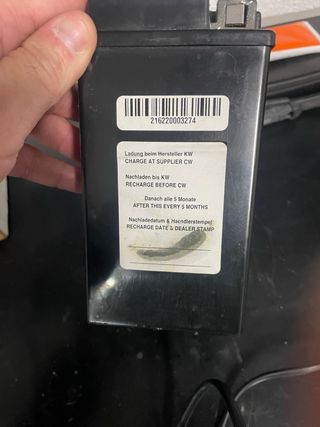 216220003274
Ladung beim Hersteller KW
CHARGE AT SUPPLIER CW
Nachladen bis KW
RECHARGE BEFORE CW
Danach alle 5 Monate
AFTER THIS EVERY 5 MONTHS
Nachladedatum & Haendlerstempel
RECHARGE DATE & DEALER STAMP